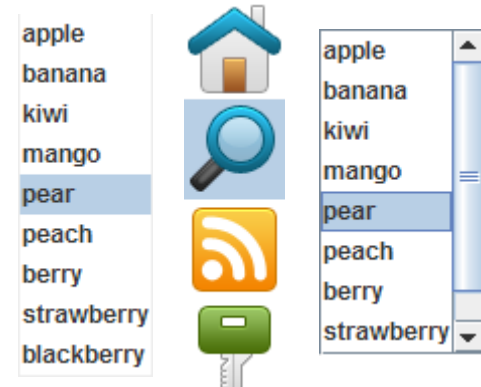 apple
banana
kiwi
mango
pear
peach
berry
strawberry
blackberry
apple
banana
kiwi
mango
pear
peach
berry
strawberry